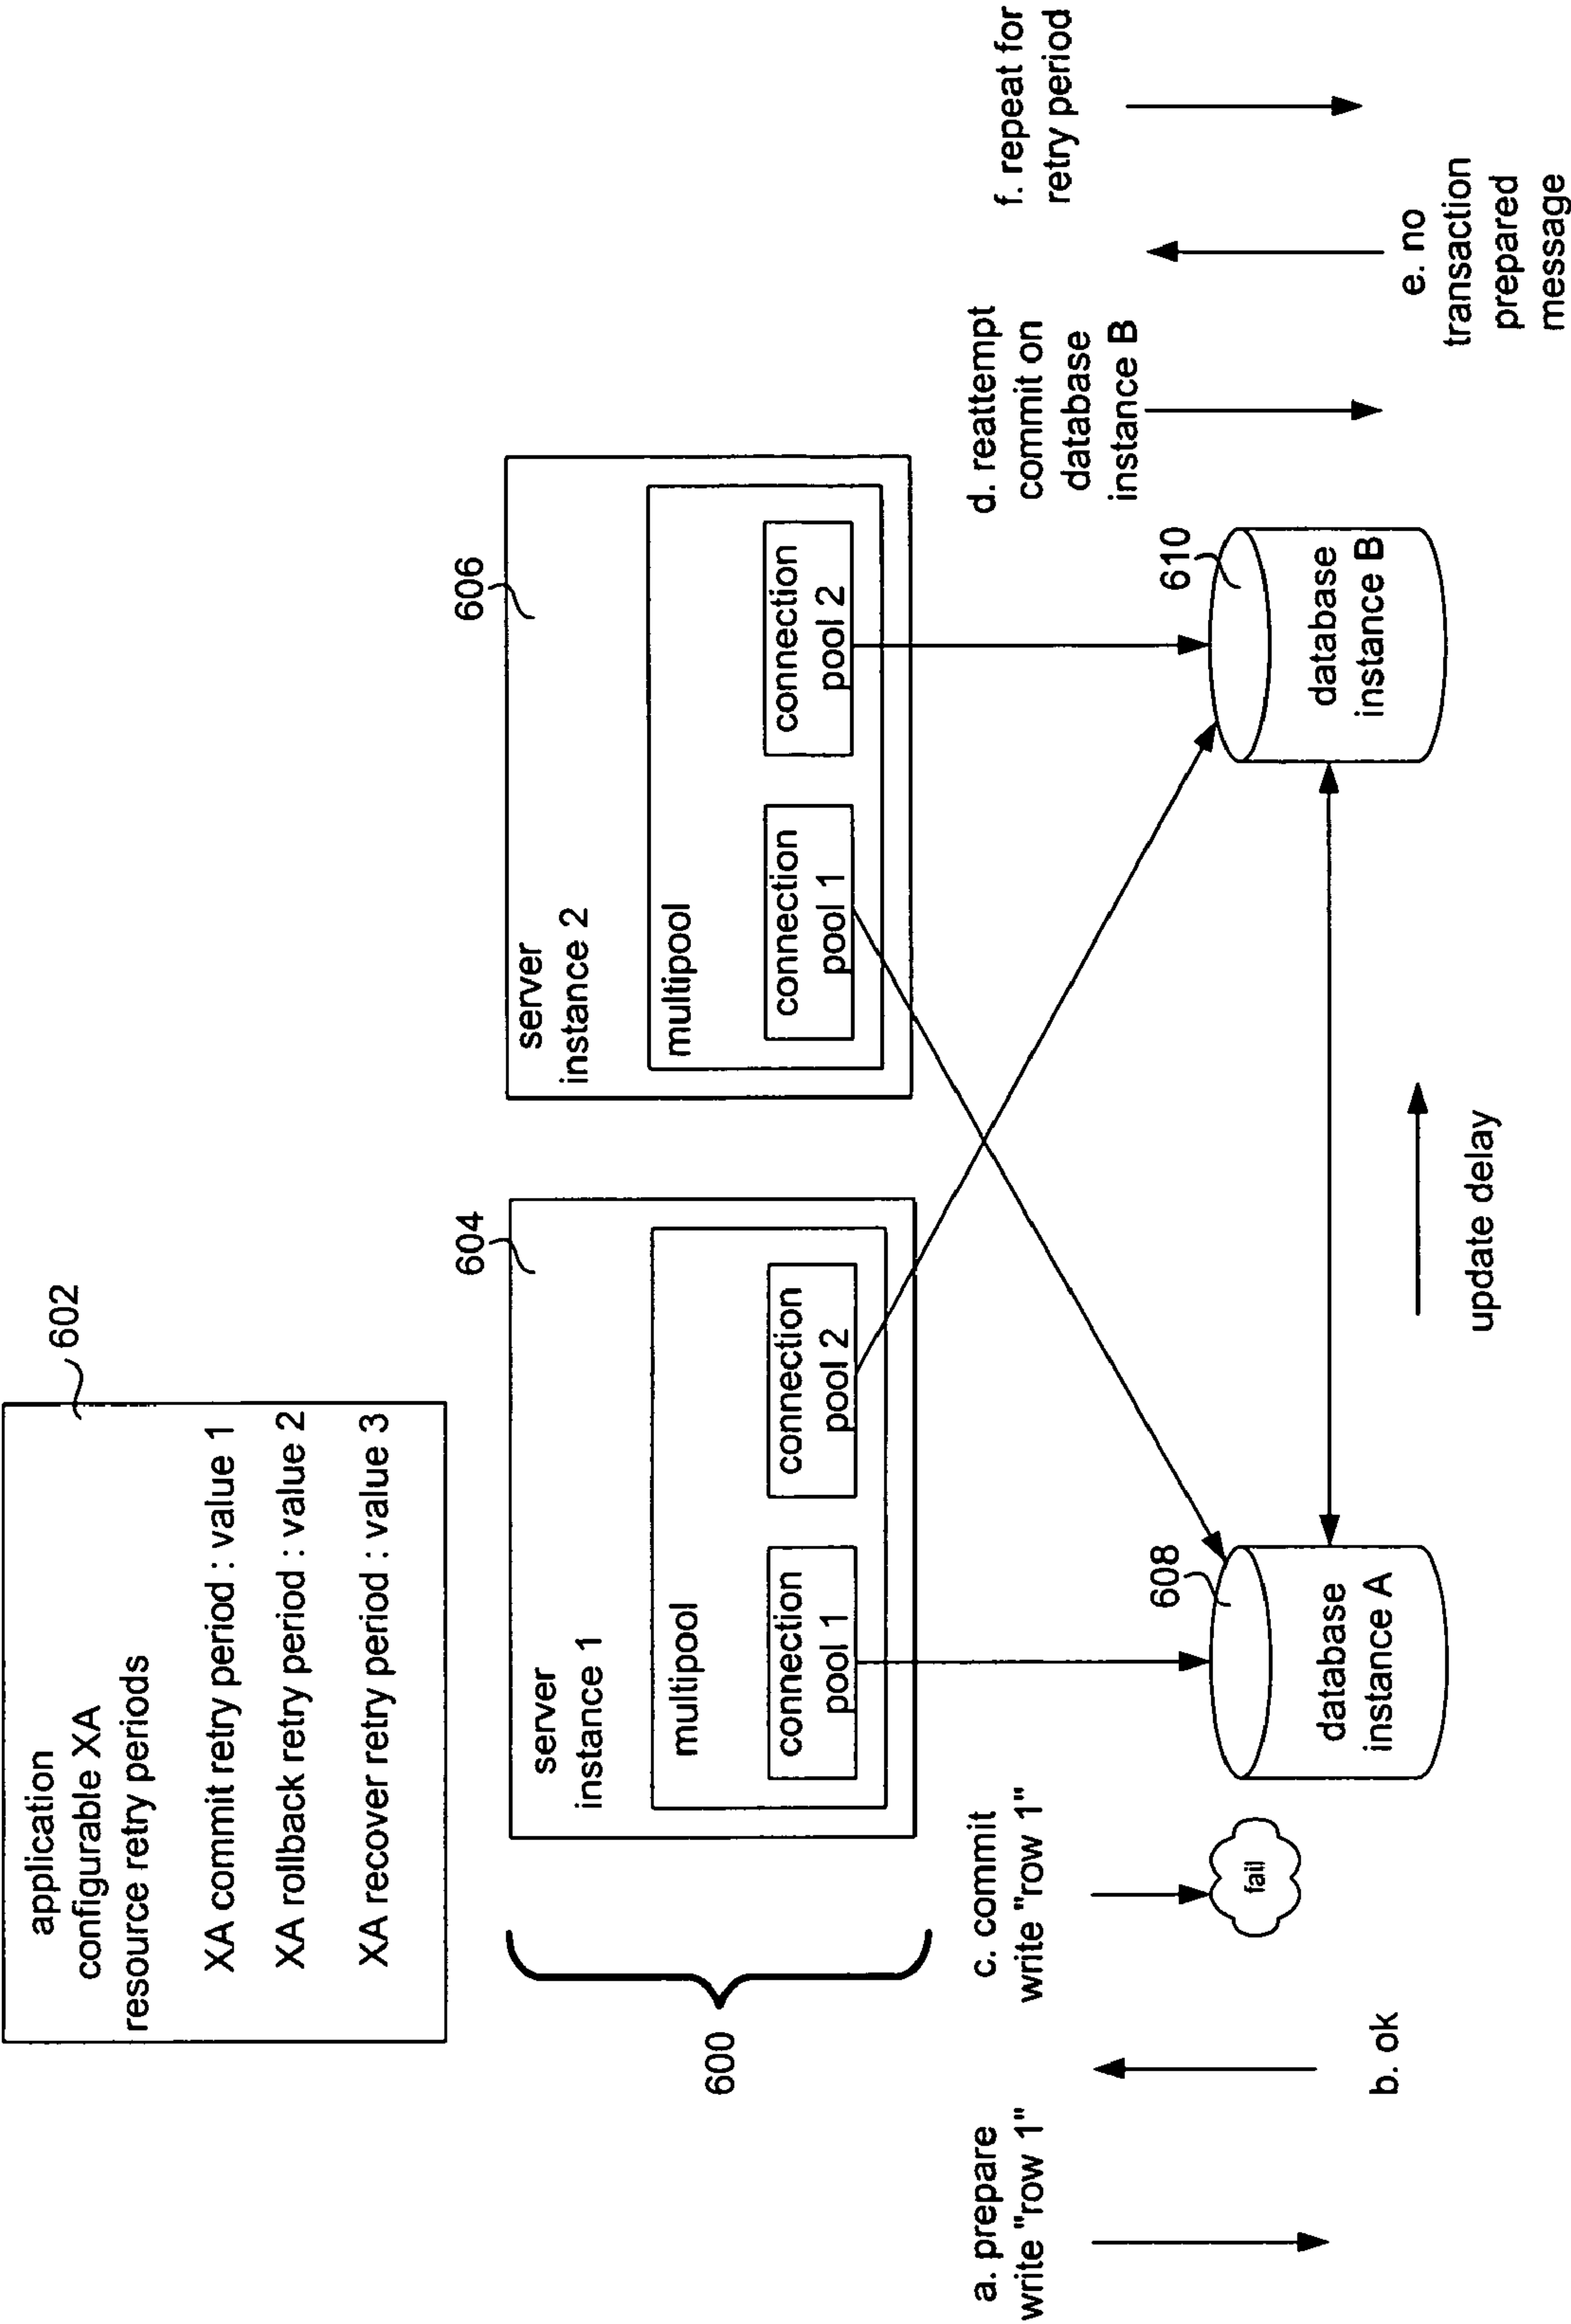 application
configurable XA
resource retry periods
XA commit retry period : value 1
XA rollback retry period : value 2
XA recover retry period : value 3
602
600
604
server
instance 1
multipool
connection
pool 1
connection
pool 2
606
server
instance 2
multipool
connection
pool 1
connection
pool 2
a. prepare
write "row 1"
b. ok
c. commit
write "row 1"
fail
608
database
instance A
update delay
610
database
instance B
d. reattempt
commit on
database
instance B
e. no
transaction
prepared
message
f. repeat for
retry period